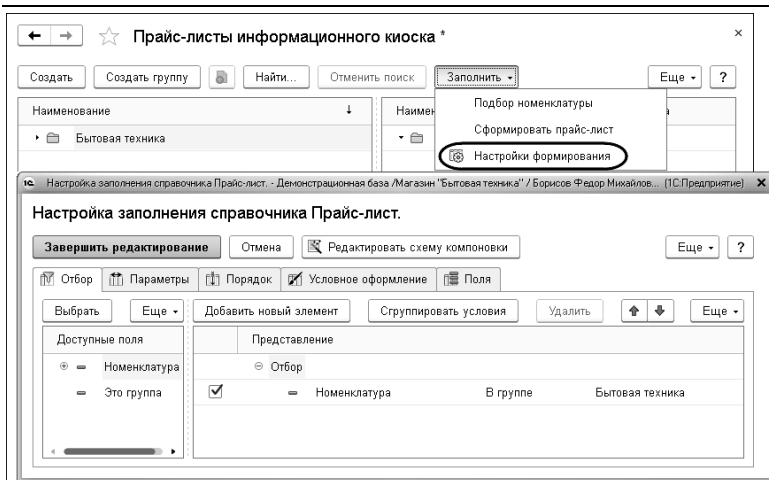 Прайс-листы информационного киоска *
Создать Создать группу Найти... Отменить поиск Заполнить Еще ?
Наименование Наимен
Бытовая техника
Подбор номенклатуры
Сформировать прайс-лист
Настройки формирования
Настройка заполнения справочника Прайс-лист. - Демонстрационная база /Магазин "Бытовая техника" / Борисов Федор Михайлов... (1С:Предприятие)
Настройка заполнения справочника Прайс-лист.
Завершить редактирование Отмена Редактировать схему компоновки Еще ?
Отбор Параметры Порядок Условное оформление Поля
Выбрать Еще Добавить новый элемент Сгруппировать условия Удалить Еще
Доступные поля Представление
Номенклатура Отбор
Это группа Номенклатура В группе Бытовая техника